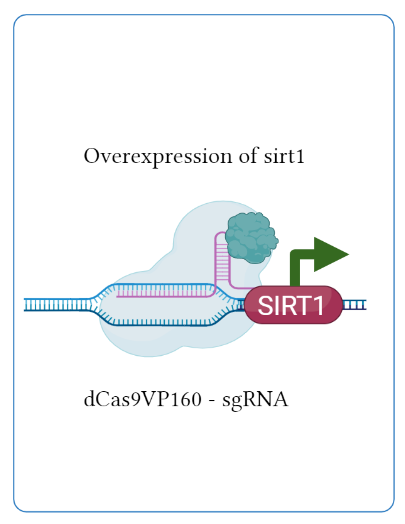 Overexpression of sirt1
SIRT1
dCas9VP160 - sgRNA